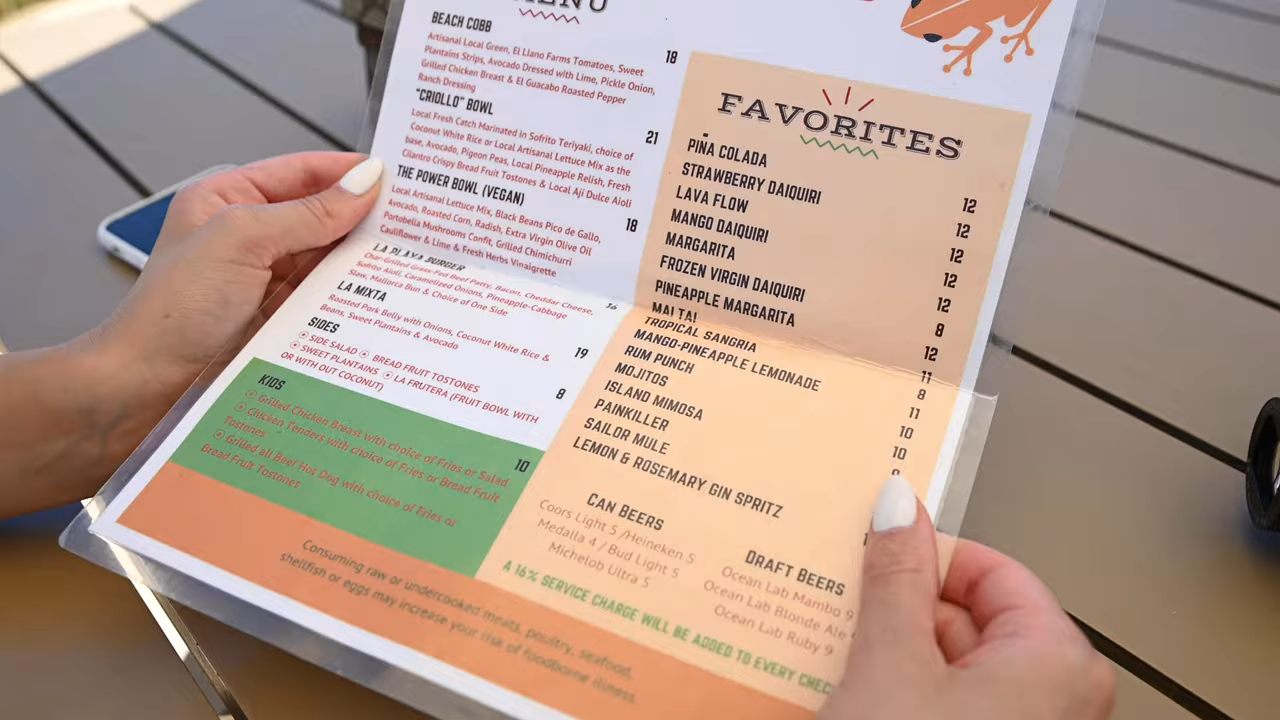 MENU
BEACH COBB
18
Artisanal Local Green, El Llano Farms Tomatoes, Sweet
Plantains Strips, Avocado Dressed with Lime, Pickle Onion,
Grilled Chicken Breast & El Guacabo Roasted Pepper
Ranch Dressing
"CRIOLLO" BOWL
21
Local Fresh Catch Marinated in Sofrito Teriyaki, choice of
Coconut White Rice or Local Artisanal Lettuce Mix as the
base, Avocado, Pigeon Peas, Local Pineapple Relish, Fresh
Cilantro Crispy Bread Fruit Tostones & Local Aji Dulce Aioli
THE POWER BOWL (VEGAN)
18
Local Artisanal Lettuce Mix, Black Beans Pico de Gallo,
Avocado, Roasted Corn, Radish, Extra Virgin Olive Oil
Portobella Mushrooms Confit, Grilled Chimichurri
Cauliflower & Lime & Fresh Herbs Vinaigrette
LA PLAYA BURGER
16
Char-Grilled Grass-Fed Beef Patty, Bacon, Cheddar Cheese,
Sofrito Aioli, Caramelized Onions, Pineapple-Cabbage
Slaw, Mallorca Bun & Choice of One Side
LA MIXTA
19
Roasted Pork Belly with Onions, Coconut White Rice &
Beans, Sweet Plantains & Avocado
SIDES
8
SIDE SALAD BREAD FRUIT TOSTONES
SWEET PLANTAINS LA FRUTERA (FRUIT BOWL WITH
OR WITH OUT COCONUT)
KIDS
10
Grilled Chicken Breast with choice of Fries or Salad
Chicken Tenders with choice of Fries or Bread Fruit
Tostones
Grilled all Beef Hot Dog with choice of Fries or
Bread Fruit Tostones
Consuming raw or undercooked meats, poultry, seafood,
shellfish or eggs may increase your risk of foodborne illness.
FAVORITES
PIÑA COLADA 12
STRAWBERRY DAIQUIRI 12
LAVA FLOW 12
MANGO DAIQUIRI 12
MARGARITA 12
FROZEN VIRGIN DAIQUIRI 8
PINEAPPLE MARGARITA 12
MAI TAI 11
TROPICAL SANGRIA 8
MANGO-PINEAPPLE LEMONADE 11
RUM PUNCH 10
MOJITOS 10
ISLAND MIMOSA
PAINKILLER
SAILOR MULE
LEMON & ROSEMARY GIN SPRITZ
CAN BEERS
Coors Light 5 /Heineken 5
Medalla 4 / Bud Light 5
Michelob Ultra 5
DRAFT BEERS
Ocean Lab Mambo 9
Ocean Lab Blonde Ale
Ocean Lab Ruby 9
A 16% SERVICE CHARGE WILL BE ADDED TO EVERY CHEC